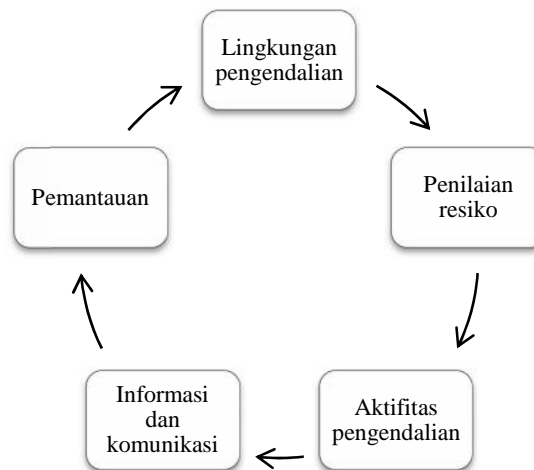 Lingkungan
pengendalian
Penilaian
resiko
Aktifitas
pengendalian
Informasi
dan
komunikasi
Pemantauan